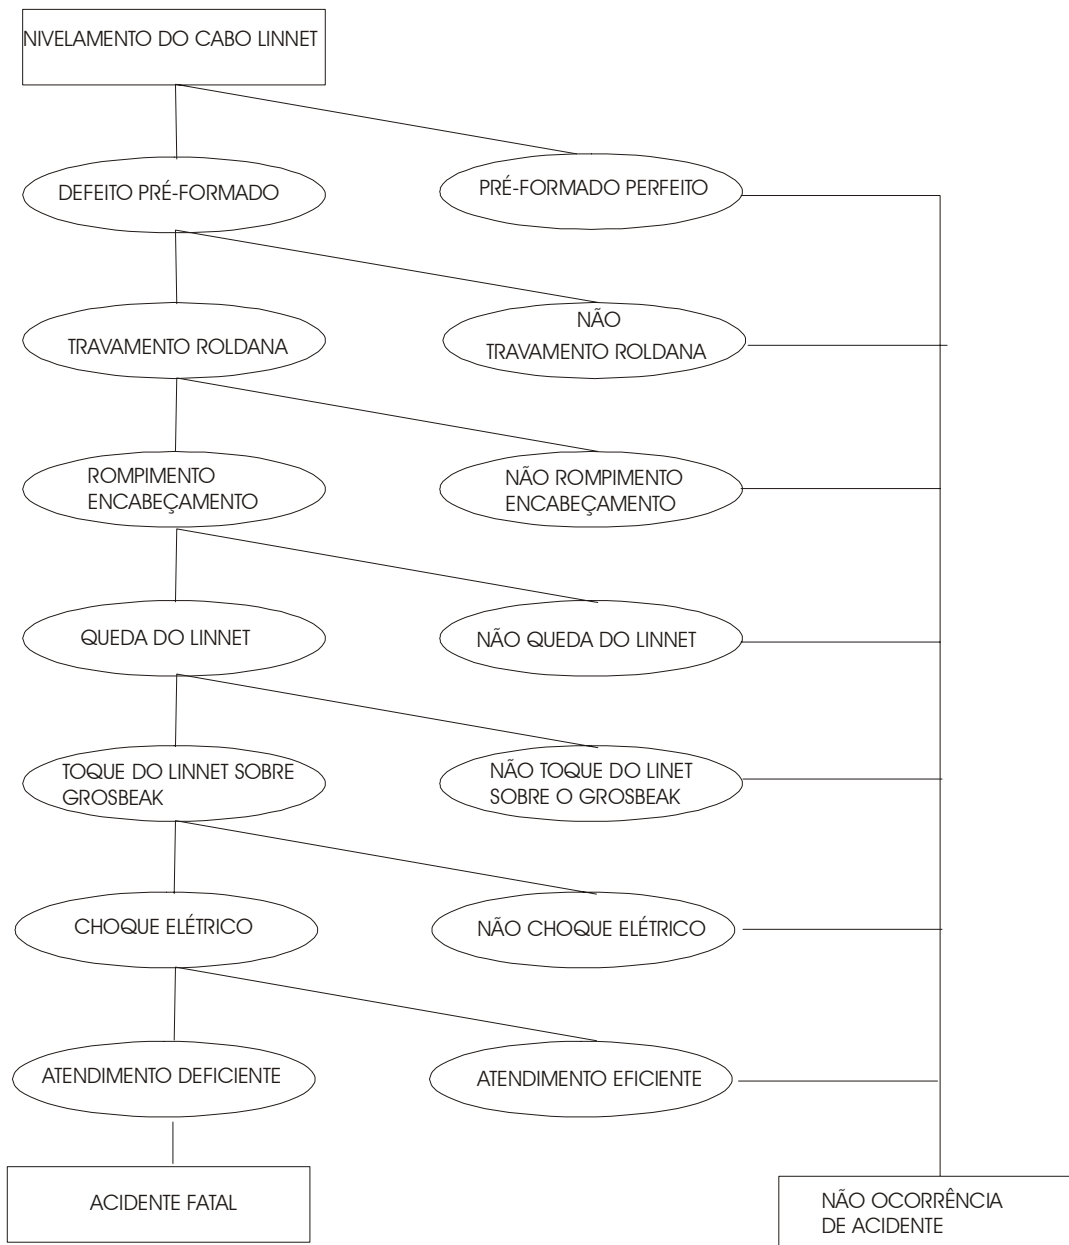 NIVELAMENTO DO CABO LINNET
DEFEITO PRÉ-FORMADO
PRÉ-FORMADO PERFEITO
TRAVAMENTO ROLDANA
NÃO
TRAVAMENTO ROLDANA
ROMPIMENTO
ENCABEÇAMENTO
NÃO ROMPIMENTO
ENCABEÇAMENTO
QUEDA DO LINNET
NÃO QUEDA DO LINNET
TOQUE DO LINNET SOBRE
GROSBEAK
NÃO TOQUE DO LINET
SOBRE O GROSBEAK
CHOQUE ELÉTRICO
NÃO CHOQUE ELÉTRICO
ATENDIMENTO DEFICIENTE
ATENDIMENTO EFICIENTE
ACIDENTE FATAL
NÃO OCORRÊNCIA
DE ACIDENTE